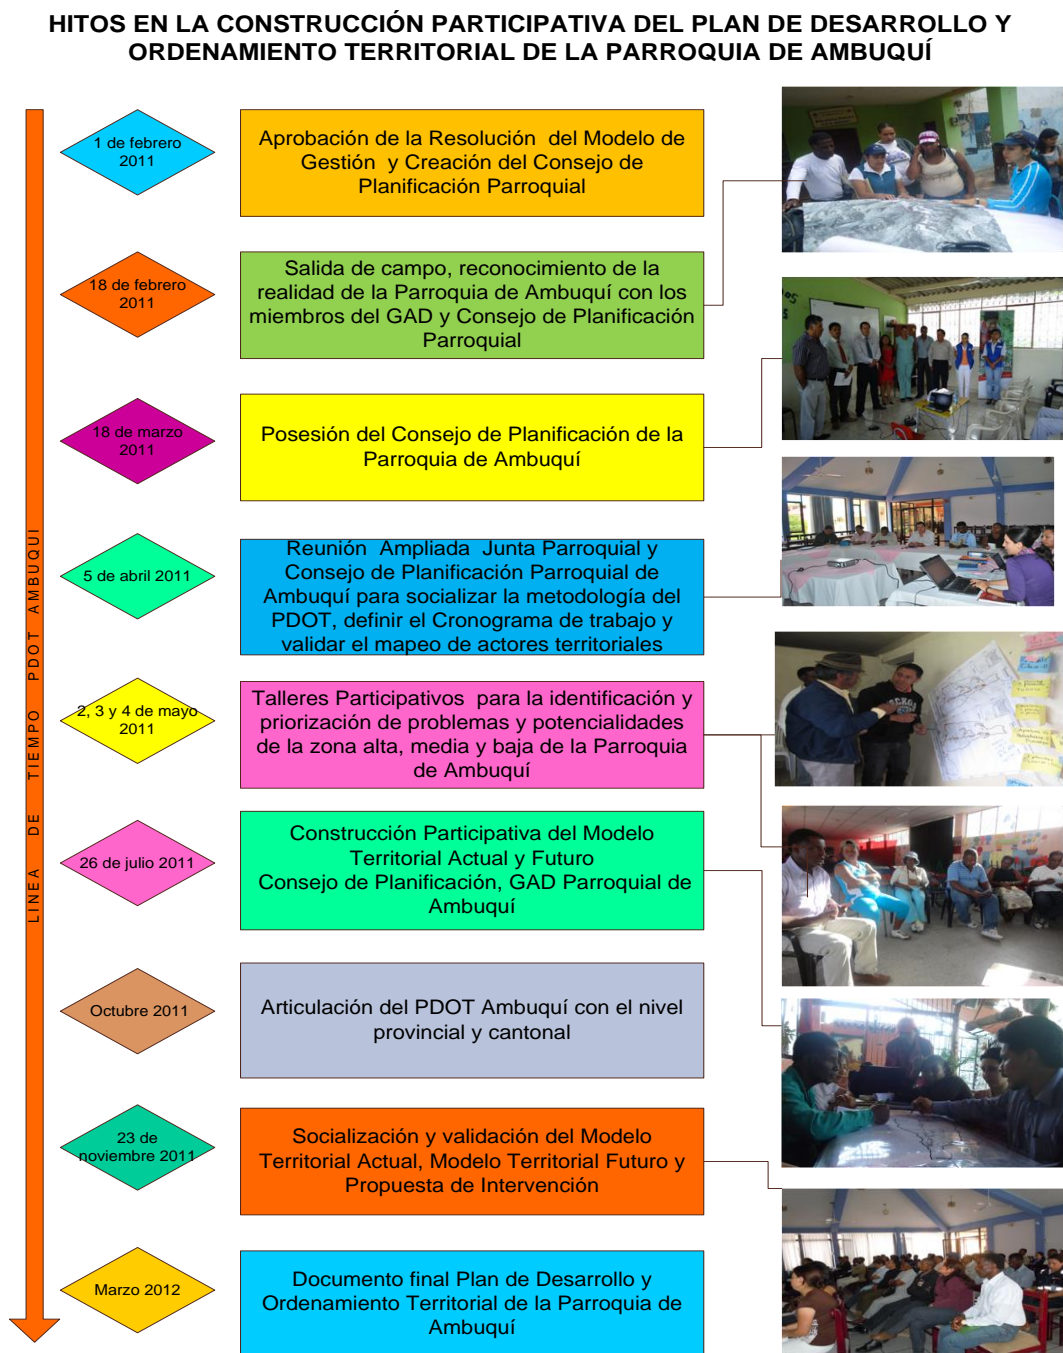 HITOS EN LA CONSTRUCCIÓN PARTICIPATIVA DEL PLAN DE DESARROLLO Y
ORDENAMIENTO TERRITORIAL DE LA PARROQUIA DE AMBUQUÍ
LINEA DE TIEMPO PDOT AMBUQUI
1 de febrero
2011
Aprobación de la Resolución del Modelo de
Gestión y Creación del Consejo de
Planificación Parroquial
18 de febrero
2011
Salida de campo, reconocimiento de la
realidad de la Parroquia de Ambuquí con los
miembros del GAD y Consejo de Planificación
Parroquial
18 de marzo
2011
Posesión del Consejo de Planificación de la
Parroquia de Ambuquí
5 de abril 2011
Reunión Ampliada Junta Parroquial y
Consejo de Planificación Parroquial de
Ambuquí para socializar la metodología del
PDOT, definir el Cronograma de trabajo y
validar el mapeo de actores territoriales
2, 3 y 4 de mayo
2011
Talleres Participativos para la identificación y
priorización de problemas y potencialidades
de la zona alta, media y baja de la Parroquia
de Ambuquí
26 de julio 2011
Construcción Participativa del Modelo
Territorial Actual y Futuro
Consejo de Planificación, GAD Parroquial de
Ambuquí
Octubre 2011
Articulación del PDOT Ambuquí con el nivel
provincial y cantonal
23 de
noviembre 2011
Socialización y validación del Modelo
Territorial Actual, Modelo Territorial Futuro y
Propuesta de Intervención
Marzo 2012
Documento final Plan de Desarrollo y
Ordenamiento Territorial de la Parroquia de
Ambuquí